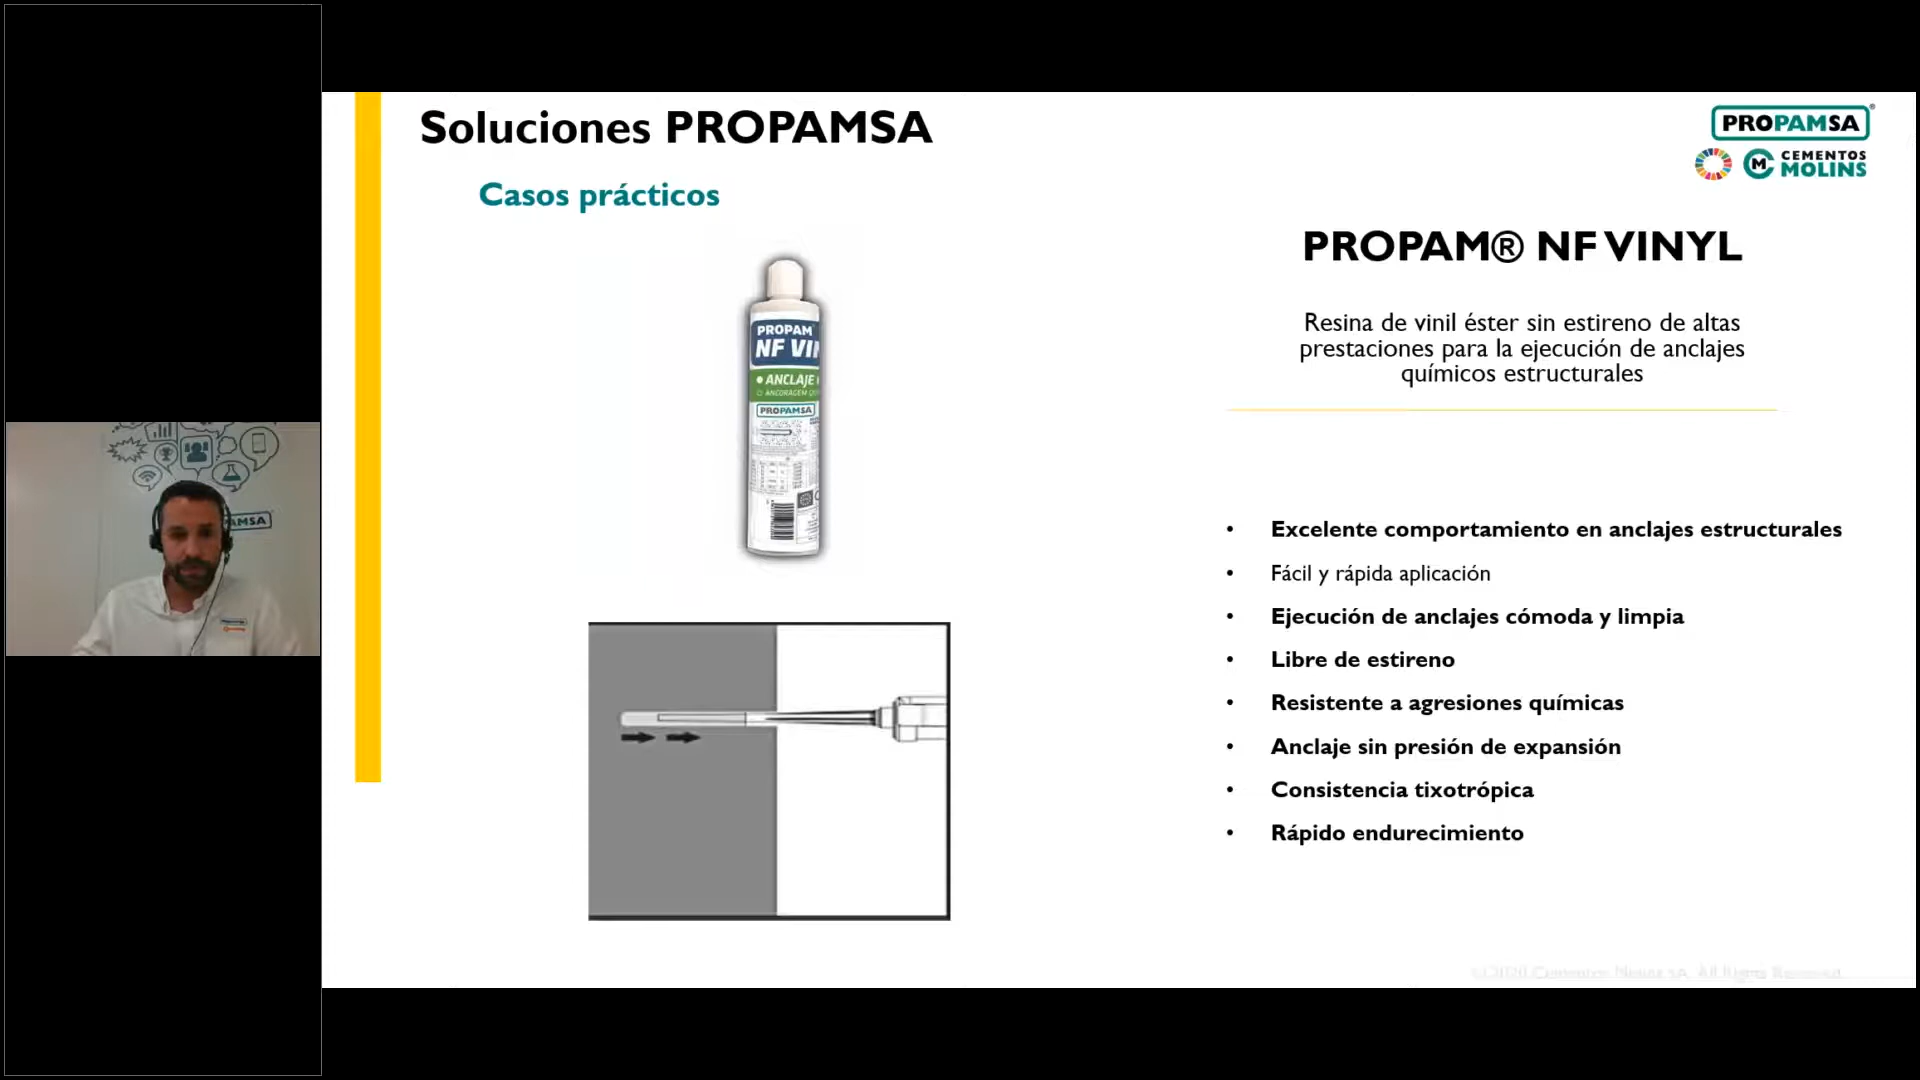 Soluciones PROPAMSA
Casos prácticos
PROPAMSA
CEMENTOS
MOLINS
PROPAM® NF VINYL
Resina de vinil éster sin estireno de altas
prestaciones para la ejecución de anclajes
químicos estructurales
PROPAM
NF VI
• ANCLAJE
ANCORAGEM
PROPAMSA
• Excelente comportamiento en anclajes estructurales
• Fácil y rápida aplicación
• Ejecución de anclajes cómoda y limpia
• Libre de estireno
• Resistente a agresiones químicas
• Anclaje sin presión de expansión
• Consistencia tixotrópica
• Rápido endurecimiento
AMSA